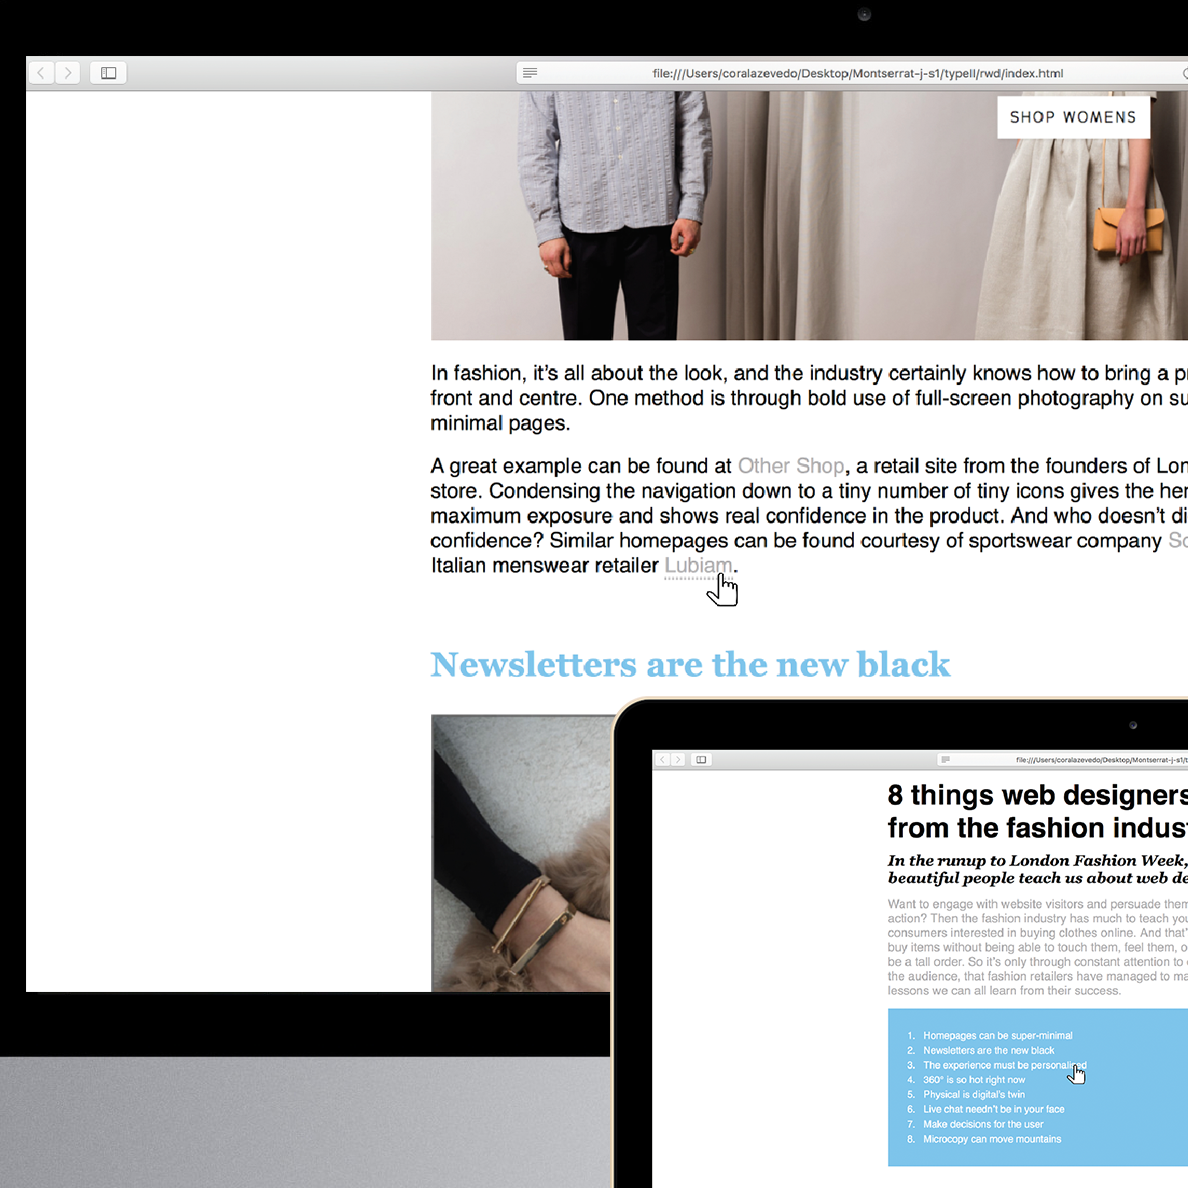 file:///Users/coralazevedo/Desktop/Montserrat-j-s1/typeII/rwd/index.html
SHOP WOMENS
In fashion, it's all about the look, and the industry certainly knows how to bring a
front and centre. One method is through bold use of full-screen photography on
minimal pages.
A great example can be found at Other Shop, a retail site from the founders of
store. Condensing the navigation down to a tiny number of tiny icons gives the
maximum exposure and shows real confidence in the product. And who doesn't
confidence? Similar homepages can be found courtesy of sportswear company
Italian menswear retailer Lubiam.
Newsletters are the new black
file:///Users/coralazevedo/Desktop/Montserrat-j-s1/t
8 things web designers
from the fashion indus
In the runup to London Fashion Week,
beautiful people teach us about web
Want to engage with website visitors and persuade them
action? Then the fashion industry has much to teach you
consumers interested in buying clothes online. And that'
buy items without being able to touch them, feel them,
be a tall order. So it's only through constant attention to
the audience, that fashion retailers have managed to
lessons we can all learn from their success.
1. Homepages can be super-minimal
2. Newsletters are the new black
3. The experience must be personalised
4. 360° is so hot right now
5. Physical is digital's twin
6. Live chat needn't be in your face
7. Make decisions for the user
8. Microcopy can move mountains